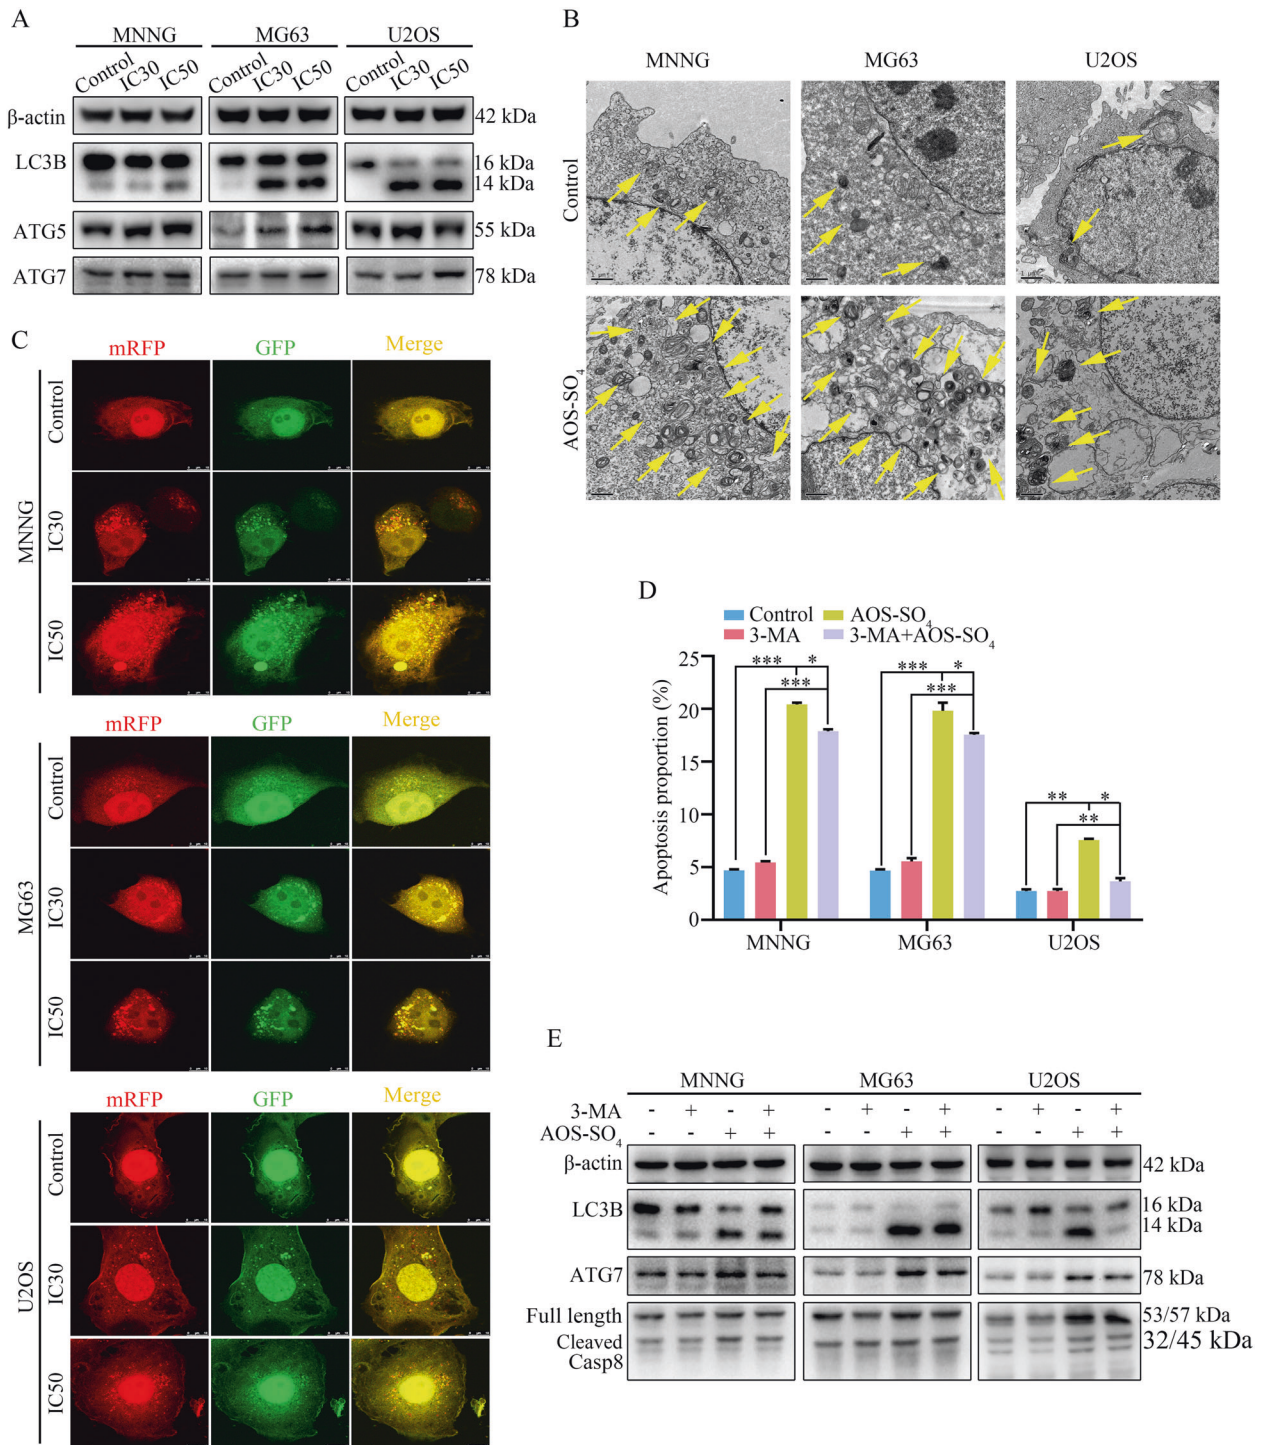 A
MNNG MG63 U2OS
Control IC30 IC50 Control IC30 IC50 Control IC30 IC50
β-actin 42 kDa
LC3B 16 kDa
14 kDa
ATG5 55 kDa
ATG7 78 kDa
B
MNNG MG63 U2OS
Control
AOS-SO4
C
mRFP GFP Merge
MNNG
Control
IC30
IC50
mRFP GFP Merge
MG63
Control
IC30
IC50
mRFP GFP Merge
U2OS
Control
IC30
IC50
D
Control AOS-SO4
3-MA 3-MA+AOS-SO4
Apoptosis proportion (%)
25
20
15
10
5
0
*** * *** * ** *
*** *** **
MNNG MG63 U2OS
E
MNNG MG63 U2OS
3-MA - + - + - + - + - + - +
AOS-SO4 - - + + - - + + - - + +
β-actin 42 kDa
LC3B 16 kDa
14 kDa
ATG7 78 kDa
Full length 53/57 kDa
Cleaved 32/45 kDa
Casp8